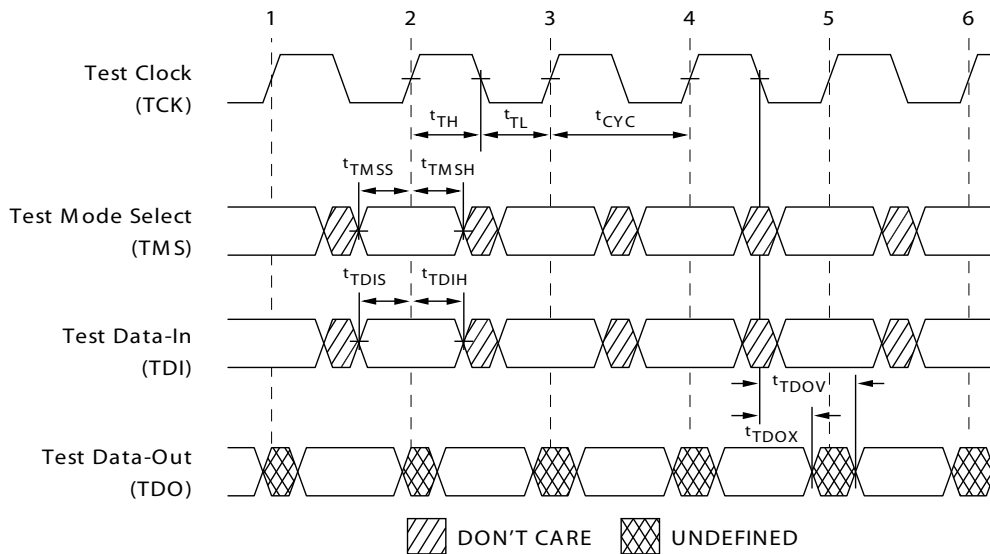 1 2 3 4 5 6
Test Clock
(TCK)
tTH tTL tCYC
tTMSS tTMSH
Test Mode Select
(TMS)
tTDIS tTDIH
Test Data-In
(TDI)
tTDOV
tTDOX
Test Data-Out
(TDO)
DON'T CARE UNDEFINED